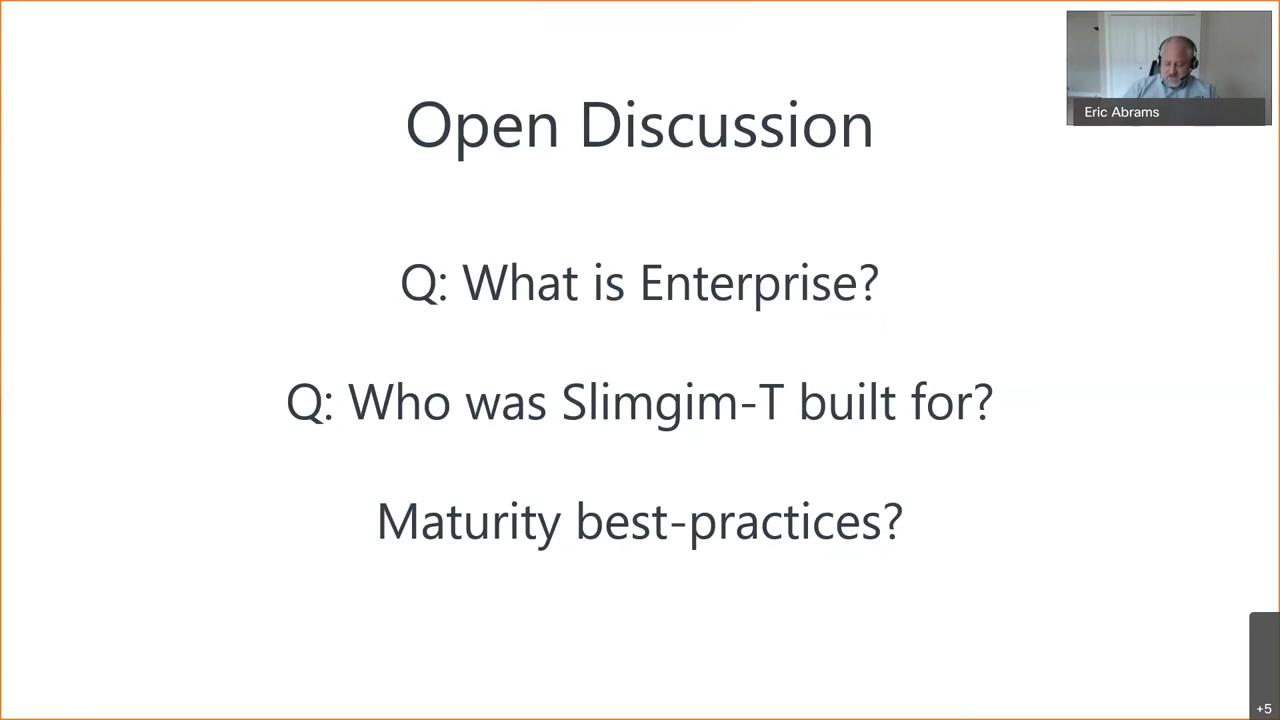 Open Discussion
Eric Abrams
Q: What is Enterprise?
Q: Who was Slimgim-T built for?
Maturity best-practices?
+5